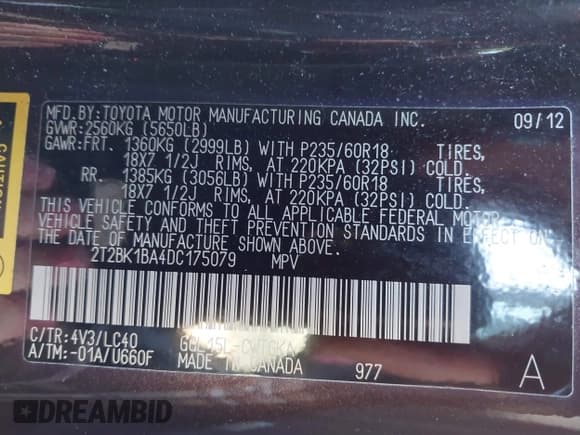 MFD.BY:TOYOTA MOTOR MANUFACTURING CANADA INC. 09/12
GVWR:2560KG (5650LB)
GAWR:FRT. 1360KG (2999LB) WITH P235/60R18 TIRES,
18X7 1/2J RIMS, AT 220KPA (32PSI) COLD.
RR. 1385KG (3056LB) WITH P235/60R18 TIRES,
18X7 1/2J RIMS, AT 220KPA (32PSI) COLD.
THIS VEHICLE CONFORMS TO ALL APPLICABLE FEDERAL MOTOR
VEHICLE SAFETY AND THEFT PREVENTION STANDARDS IN EFFECT ON
THE DATE OF MANUFACTURE SHOWN ABOVE.
2T2BK1BA4DC175079 MPV
C/TR:4V3/LC40
A/TM:-01A/U660F MADE IN CANADA 977 A
CAUTION
DREAMBID